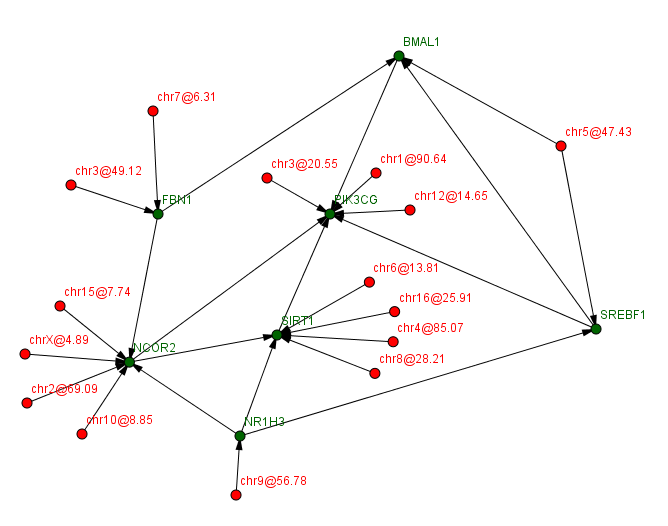 BMAL1
chr7@6.31
chr5@47.43
chr1@90.64
chr3@20.55
chr3@49.12
chr12@14.65
FBN1
PIK3CG
chr6@13.81
chr15@7.74
chr16@25.91
SREBF1
SIRT1
chr4@85.07
chrX@4.89
NCOR2
chr8@28.21
chr2@69.09
chr10@8.85
NR1H3
chr9@56.78